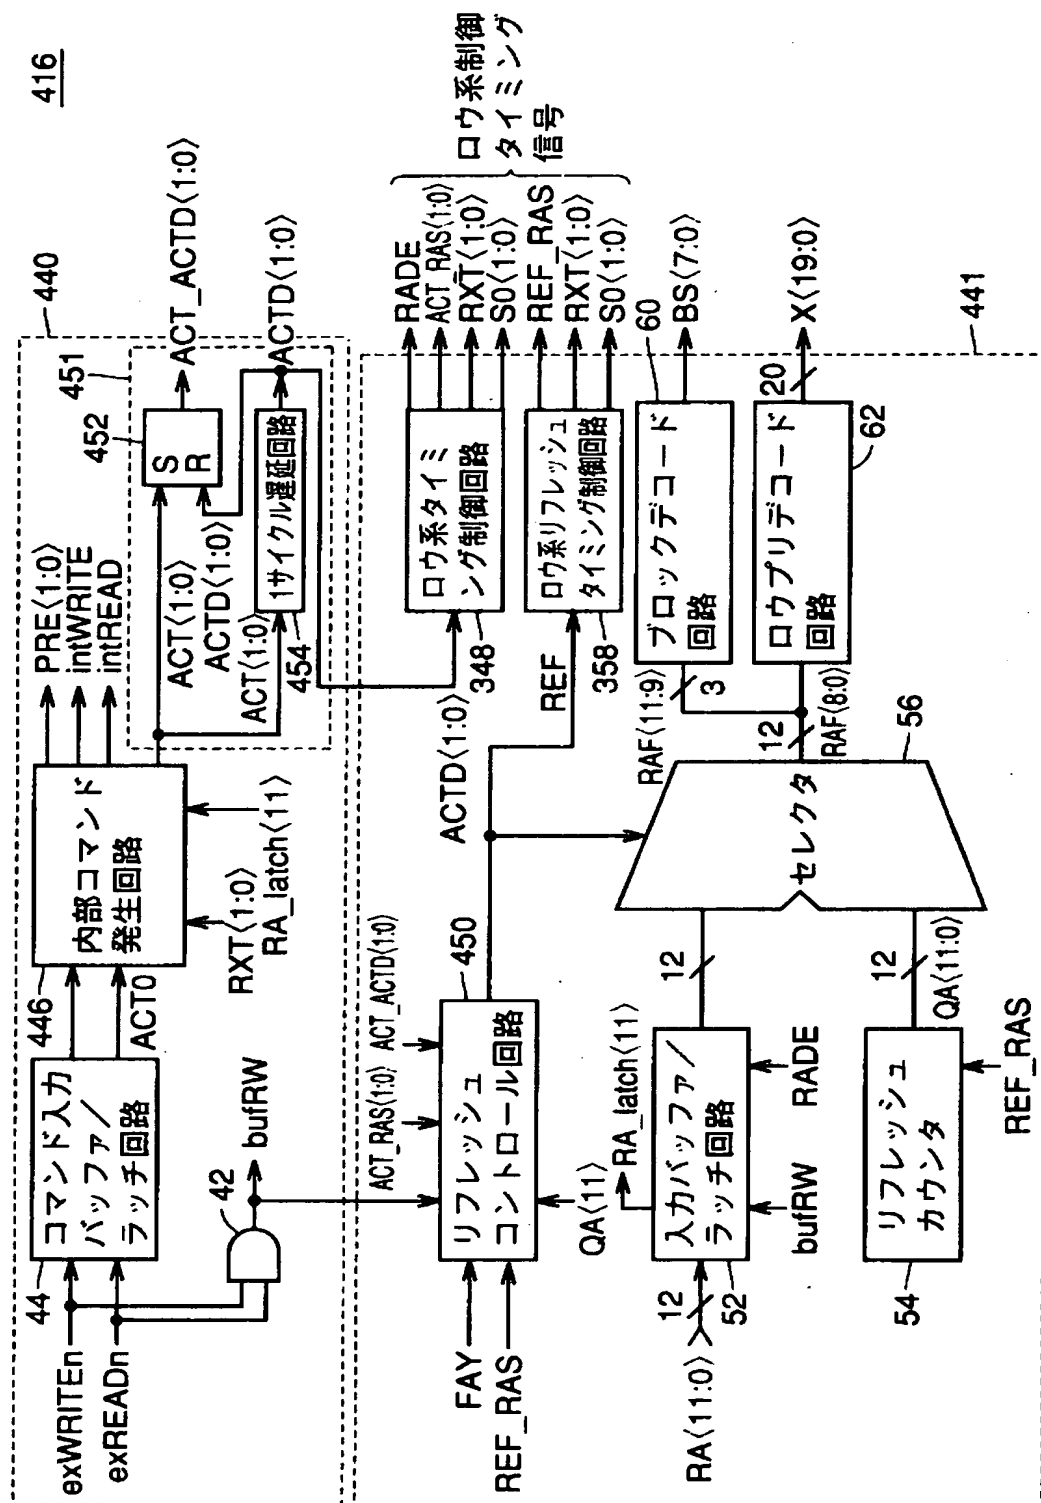 416
440
exWRITEn
exREADn
44
コマンド入力
バッファ/
ラッチ回路
42
bufRW
ACT0
446
内部コマンド
発生回路
RXT⟨1:0⟩
RA_latch⟨11⟩
PRE⟨1:0⟩
intWRITE
intREAD
451
452
S
R
ACT⟨1:0⟩
ACTD⟨1:0⟩
ACT⟨1:0⟩
454
1サイクル遅延回路
ACT_ACTD⟨1:0⟩
ACTD⟨1:0⟩
441
FAY
REF_RAS
ACT_RAS⟨1:0⟩
ACT_ACTD⟨1:0⟩
450
リフレッシュ
コントロール回路
QA⟨11⟩
ACTD⟨1:0⟩
REF
348
ロウ系タイミ
ング制御回路
358
ロウ系リフレッシュ
タイミング制御回路
RADE
ACT_RAS⟨1:0⟩
RXT⟨1:0⟩
S0⟨1:0⟩
REF_RAS
RXT⟨1:0⟩
S0⟨1:0⟩
ロウ系制御
タイミング
信号
RA⟨11:0⟩
12
52
入力バッファ/
ラッチ回路
RA_latch⟨11⟩
bufRW
RADE
12
54
リフレッシュ
カウンタ
REF_RAS
12
QA⟨11:0⟩
56
セレクタ
RAF⟨11:9⟩
3
12
RAF⟨8:0⟩
60
ブロックデコード
回路
BS⟨7:0⟩
62
ロウプリデコード
回路
20
X⟨19:0⟩